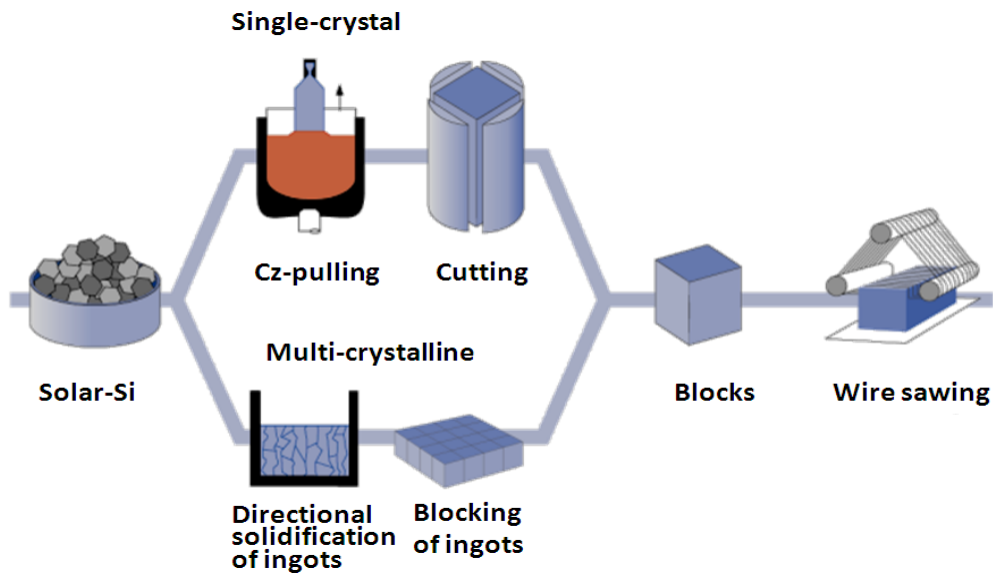 Single-crystal
Cz-pulling
Cutting
Solar-Si
Multi-crystalline
Directional
solidification
of ingots
Blocking
of ingots
Blocks
Wire sawing